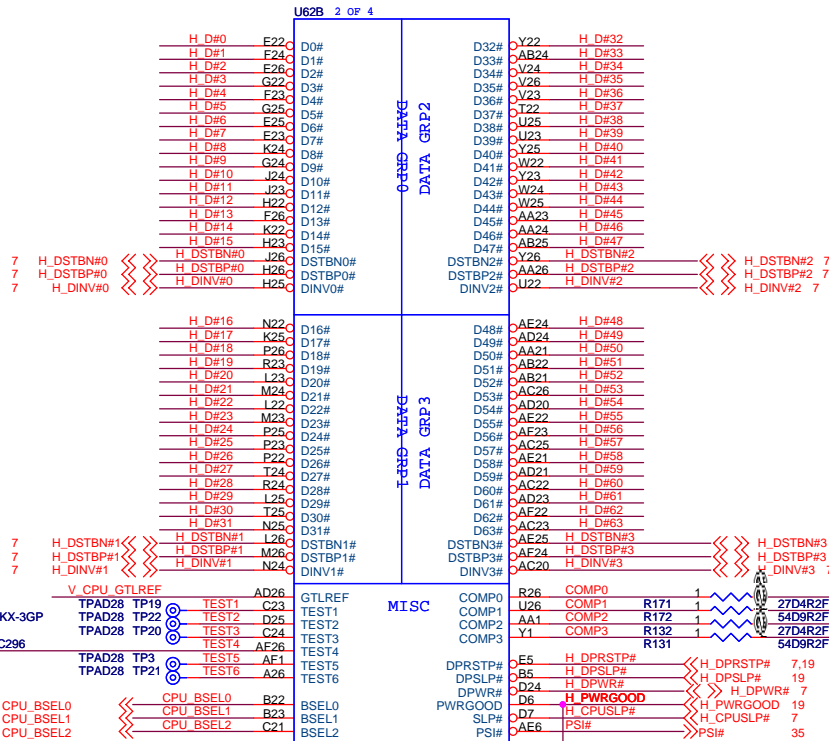 U62B 2 OF 4
H_D#0 E22 D0# D32# Y22 H_D#32
H_D#1 F24 D1# D33# AB24 H_D#33
H_D#2 E26 D2# D34# V24 H_D#34
H_D#3 G22 D3# D35# V26 H_D#35
H_D#4 F23 D4# D36# V23 H_D#36
H_D#5 G25 D5# D37# T22 H_D#37
H_D#6 E25 D6# D38# U25 H_D#38
H_D#7 E23 D7# D39# U23 H_D#39
H_D#8 K24 D8# D40# Y25 H_D#40
H_D#9 G24 D9# D41# W22 H_D#41
H_D#10 J24 D10# D42# Y23 H_D#42
H_D#11 J23 D11# D43# W24 H_D#43
H_D#12 H22 D12# D44# W25 H_D#44
H_D#13 F26 D13# D45# AA23 H_D#45
H_D#14 K22 D14# D46# AA24 H_D#46
H_D#15 H23 D15# D47# AB25 H_D#47
7 H_DSTBN#0 H_DSTBN#0 J26 DSTBN0# DSTBN2# Y26 H_DSTBN#2 H_DSTBN#2 7
7 H_DSTBP#0 H_DSTBP#0 H26 DSTBP0# DSTBP2# AA26 H_DSTBP#2 H_DSTBP#2 7
7 H_DINV#0 H_DINV#0 H25 DINV0# DINV2# U22 H_DINV#2 H_DINV#2 7
DATA GRP0
DATA GRP2
H_D#16 N22 D16# D48# AE24 H_D#48
H_D#17 K25 D17# D49# AD24 H_D#49
H_D#18 P26 D18# D50# AA21 H_D#50
H_D#19 R23 D19# D51# AB22 H_D#51
H_D#20 L23 D20# D52# AB21 H_D#52
H_D#21 M24 D21# D53# AC26 H_D#53
H_D#22 L22 D22# D54# AD20 H_D#54
H_D#23 M23 D23# D55# AE22 H_D#55
H_D#24 P25 D24# D56# AF23 H_D#56
H_D#25 P23 D25# D57# AC25 H_D#57
H_D#26 P22 D26# D58# AE21 H_D#58
H_D#27 T24 D27# D59# AD21 H_D#59
H_D#28 R24 D28# D60# AC22 H_D#60
H_D#29 L25 D29# D61# AD23 H_D#61
H_D#30 T25 D30# D62# AF22 H_D#62
H_D#31 N25 D31# D63# AC23 H_D#63
7 H_DSTBN#1 H_DSTBN#1 L26 DSTBN1# DSTBN3# AE25 H_DSTBN#3 H_DSTBN#3
7 H_DSTBP#1 H_DSTBP#1 M26 DSTBP1# DSTBP3# AF24 H_DSTBP#3 H_DSTBP#3
7 H_DINV#1 H_DINV#1 N24 DINV1# DINV3# AC20 H_DINV#3 H_DINV#3 7
DATA GRP1
DATA GRP3
V_CPU_GTLREF AD26 GTLREF MISC COMP0 R26 COMP0 1
KX-3GP TPAD28 TP19 TEST1 C23 TEST1 COMP1 U26 COMP1 R171 1 27D4R2F
TPAD28 TP22 TEST2 D25 TEST2 COMP2 AA1 COMP2 R172 1 54D9R2F
TPAD28 TP20 TEST3 C24 TEST3 COMP3 Y1 COMP3 R132 1 27D4R2F
C296 TEST4 AF26 TEST4 R131 54D9R2F
TPAD28 TP3 TEST5 AF1 TEST5 DPRSTP# E5 H_DPRSTP# H_DPRSTP# 7,19
TPAD28 TP21 TEST6 A26 TEST6 DPSLP# B5 H_DPSLP# H_DPSLP# 19
DPWR# D24 H_DPWR# H_DPWR# 7
CPU_BSEL0 CPU_BSEL0 B22 BSEL0 PWRGOOD D6 H_PWRGOOD H_PWRGOOD 19
CPU_BSEL1 CPU_BSEL1 B23 BSEL1 SLP# D7 H_CPUSLP# H_CPUSLP# 7
CPU_BSEL2 CPU_BSEL2 C21 BSEL2 PSI# AE6 PSI# PSI# 35